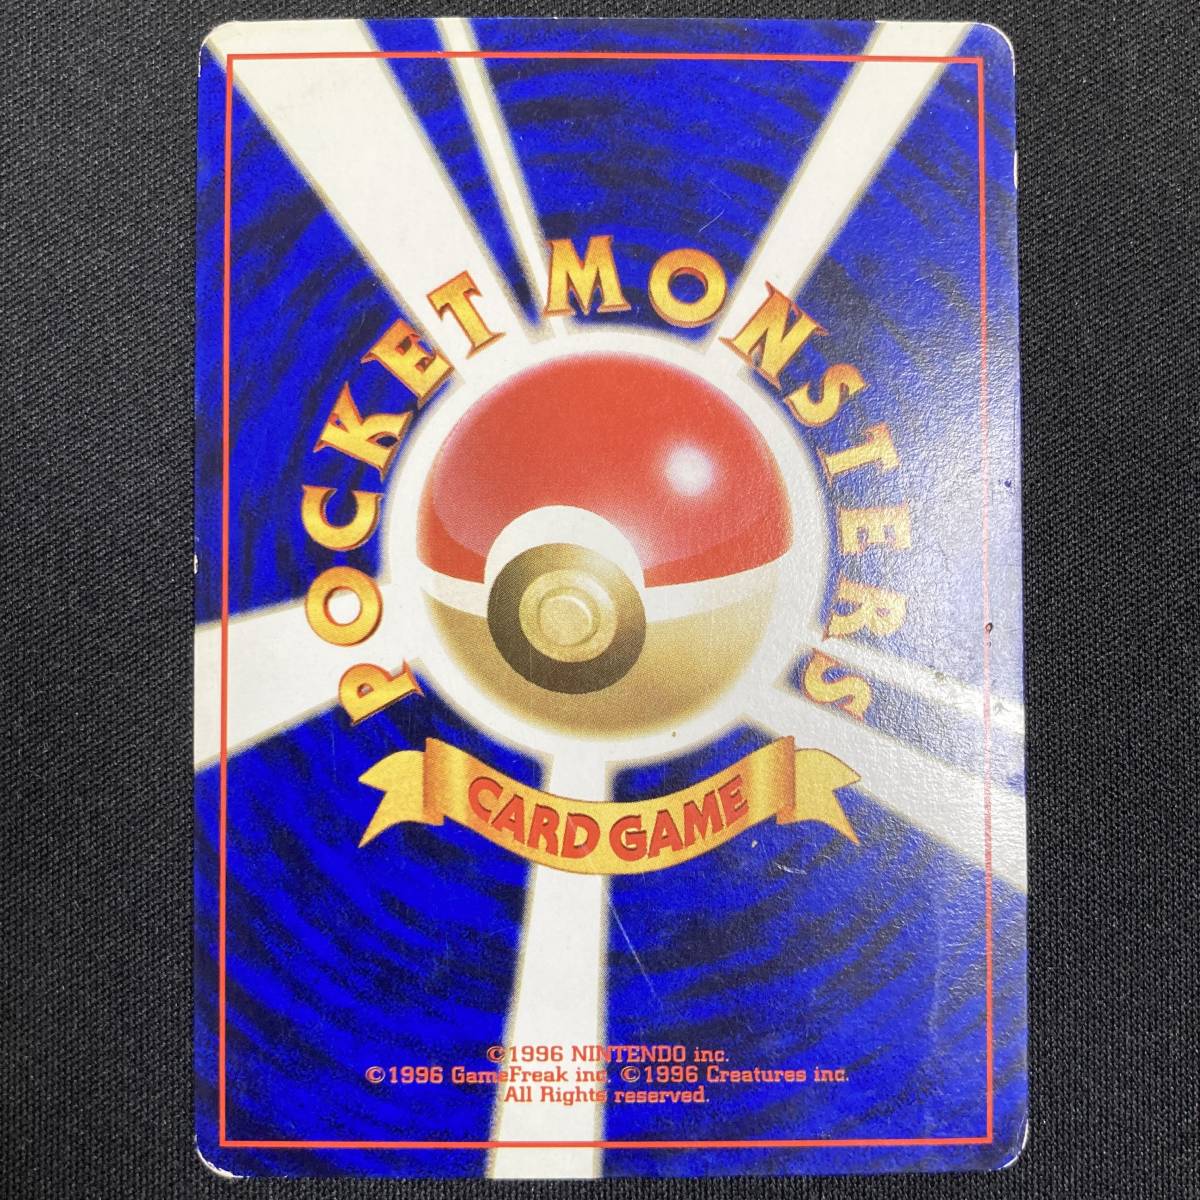 POCKET MONSTERS
CARD GAME
©1996 NINTENDO inc.
©1996 GameFreak inc. ©1996 Creatures inc.
All Rights reserved.